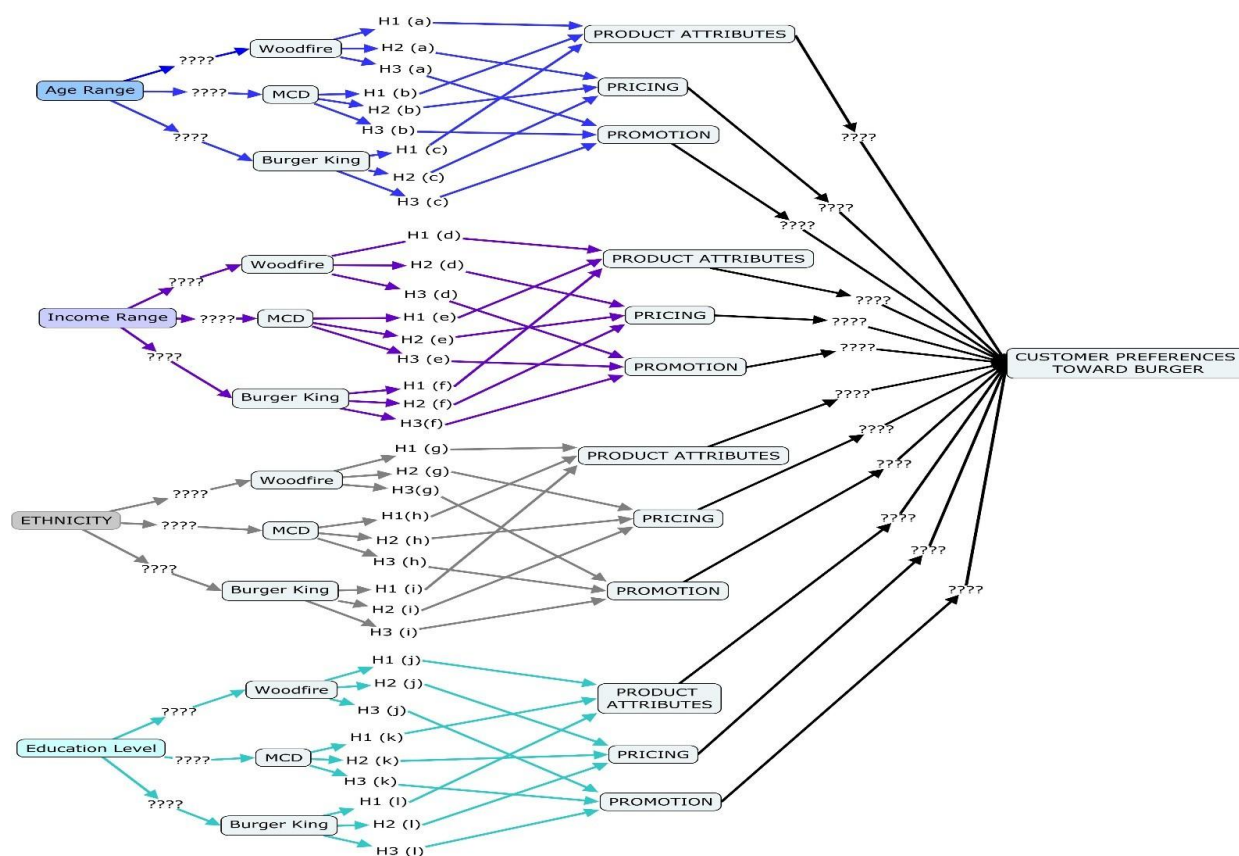 H1 (a)
PRODUCT ATTRIBUTES
Woodfire
H2 (a)
????
H3 (a)
Age Range
????
MCD
H1 (b)
PRICING
H2 (b)
H3 (b)
PROMOTION
????
????
Burger King
H1 (c)
H2 (c)
H3 (c)
????
????
H1 (d)
Woodfire
H2 (d)
PRODUCT ATTRIBUTES
????
H3 (d)
????
Income Range
????
MCD
H1 (e)
PRICING
????
H2 (e)
????
H3 (e)
PROMOTION
????
CUSTOMER PREFERENCES
TOWARD BURGER
Burger King
H1 (f)
H2 (f)
H3(f)
????
????
H1 (g)
PRODUCT ATTRIBUTES
Woodfire
H2 (g)
????
H3(g)
????
ETHNICITY
????
MCD
H1(h)
PRICING
????
H2 (h)
????
H3 (h)
????
Burger King
H1 (i)
PROMOTION
????
H2 (i)
H3 (i)
H1 (j)
Woodfire
H2 (j)
PRODUCT
ATTRIBUTES
????
H3 (j)
Education Level
????
MCD
H1 (k)
PRICING
H2 (k)
H3 (k)
????
H1 (l)
PROMOTION
Burger King
H2 (l)
H3 (l)